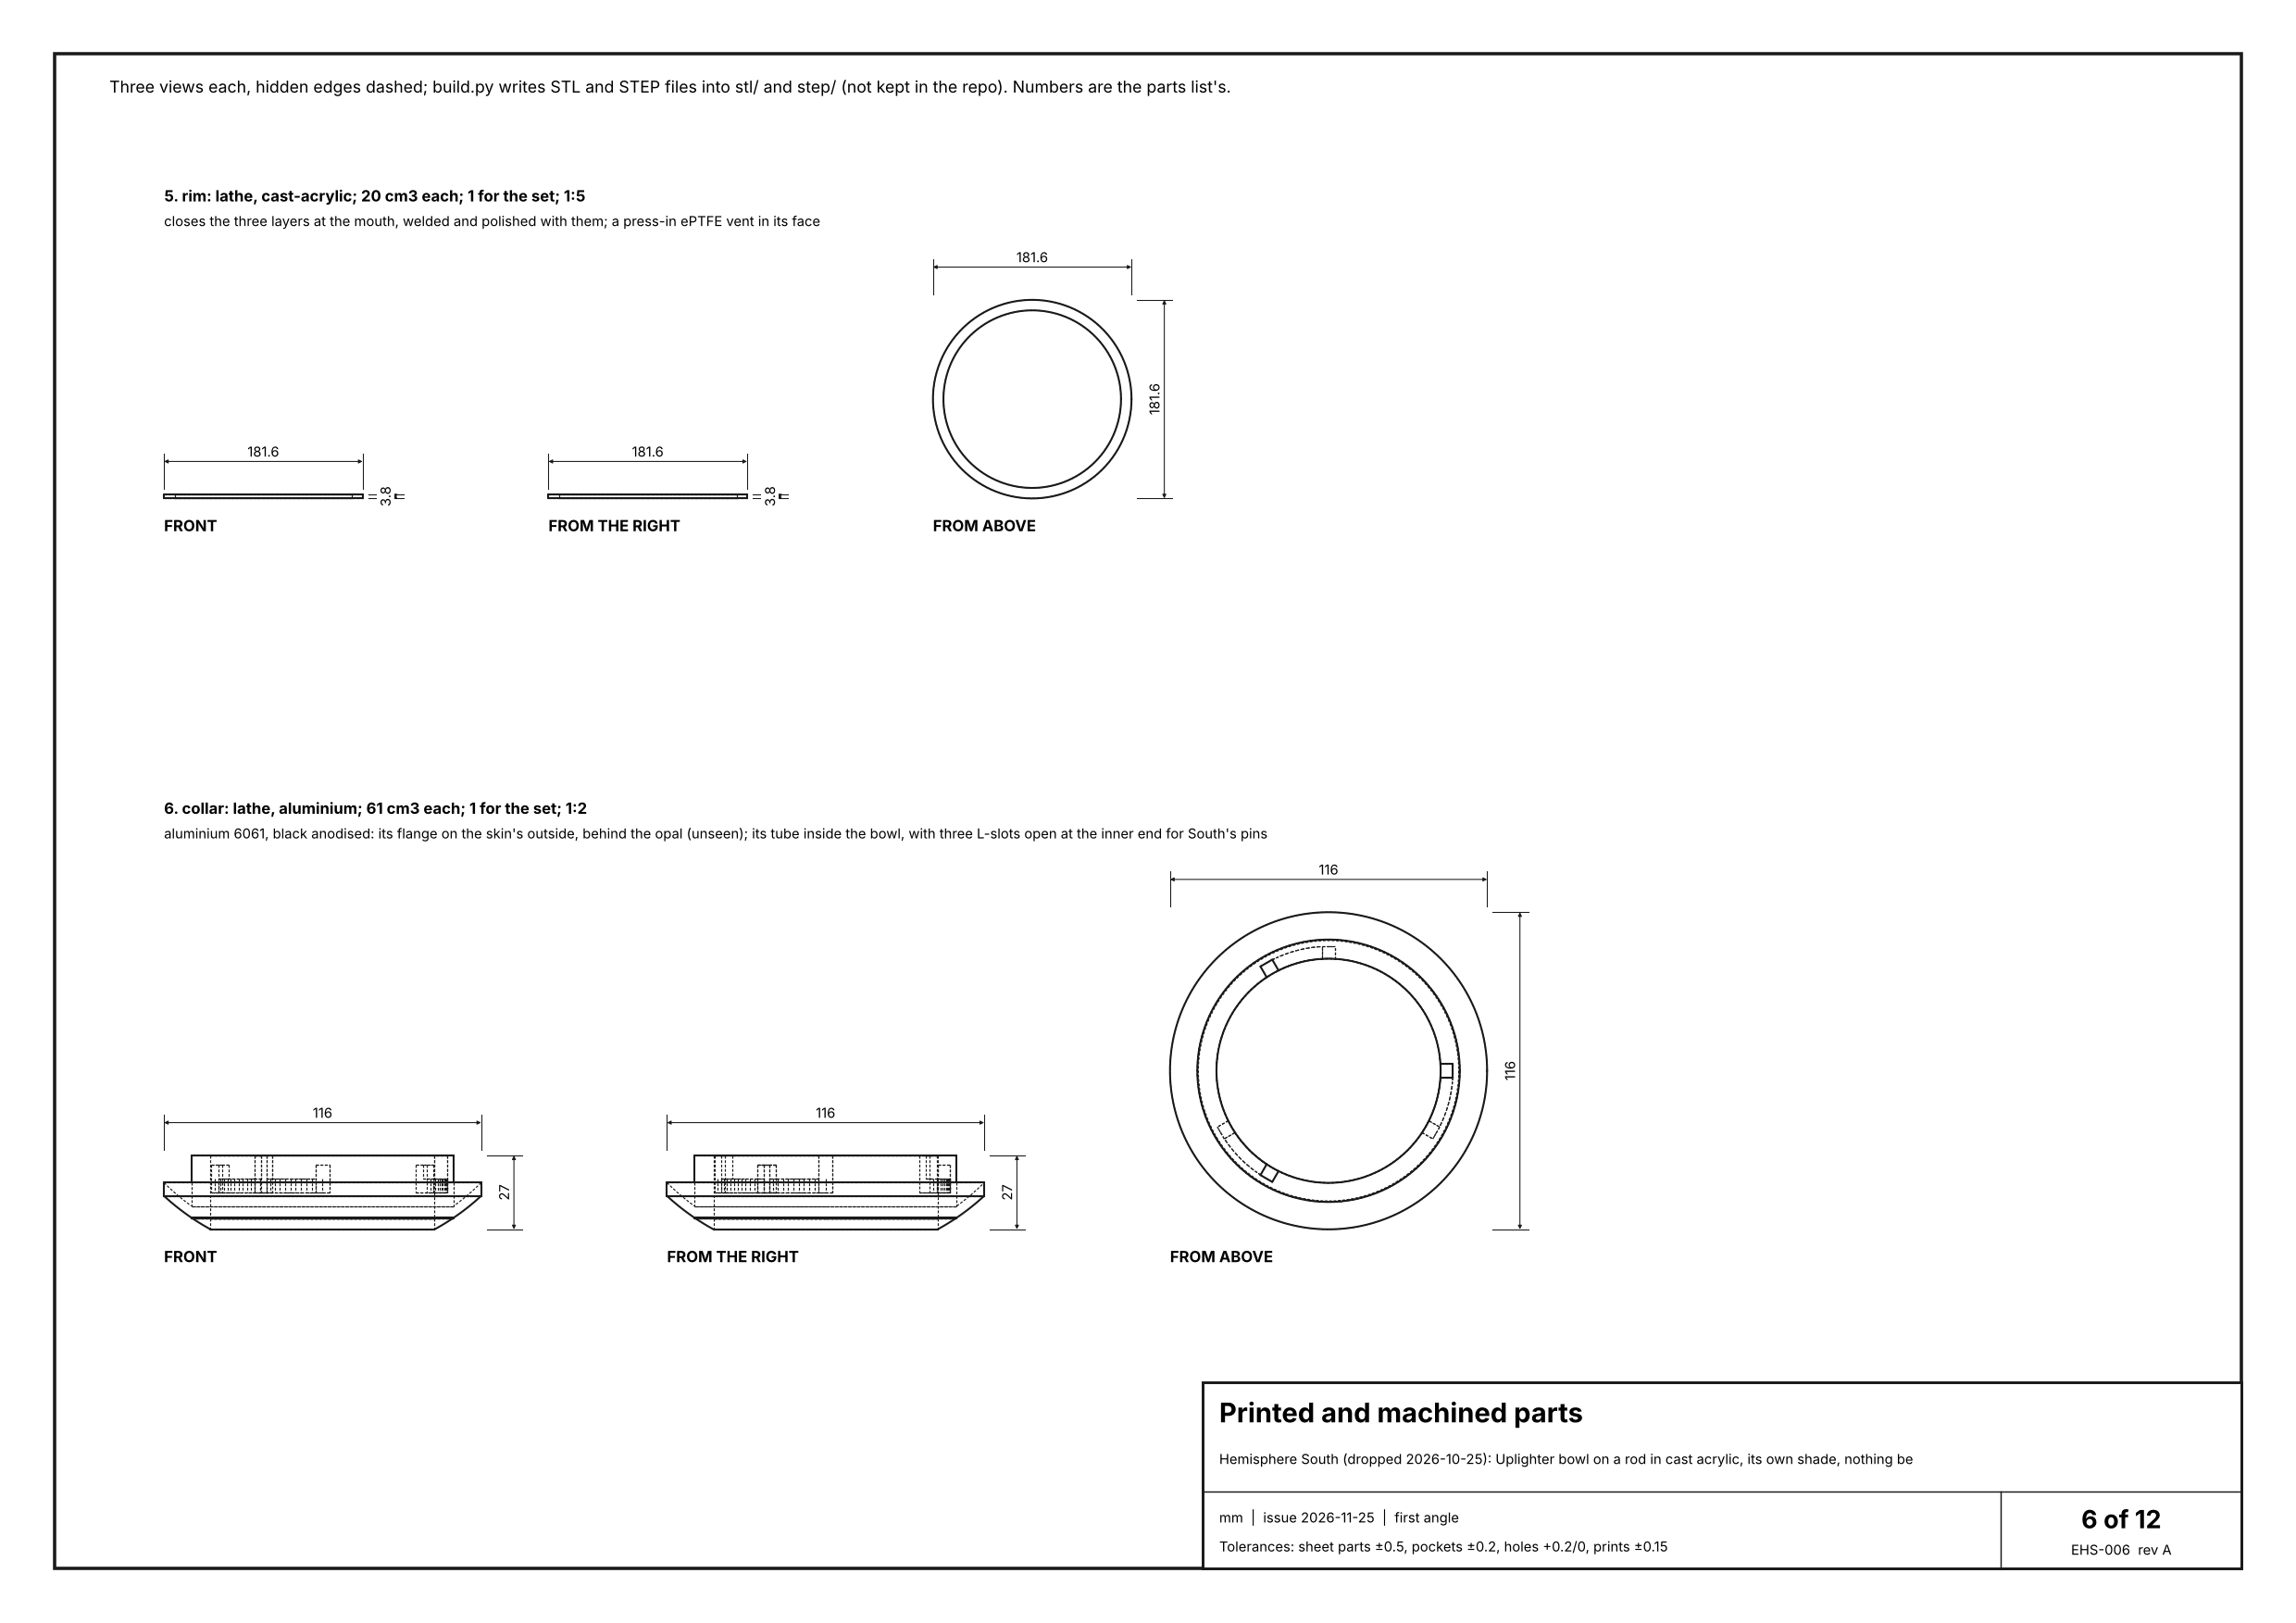 Three views each, hidden edges dashed; build.py writes STL and STEP files into stl/ and step/ (not kept in the repo). Numbers are the parts list's.
5. rim: lathe, cast-acrylic; 20 cm3 each; 1 for the set; 1:5
closes the three layers at the mouth, welded and polished with them; a press-in ePTFE vent in its face
181.6
181.6
181.6
3.8
181.6
3.8
FRONT
FROM THE RIGHT
FROM ABOVE
6. collar: lathe, aluminium; 61 cm3 each; 1 for the set; 1:2
aluminium 6061, black anodised: its flange on the skin's outside, behind the opal (unseen); its tube inside the bowl, with three L-slots open at the inner end for South's pins
116
116
116
27
116
27
FRONT
FROM THE RIGHT
FROM ABOVE
Printed and machined parts
Hemisphere South (dropped 2026-10-25): Uplighter bowl on a rod in cast acrylic, its own shade, nothing be
mm | issue 2026-11-25 | first angle
Tolerances: sheet parts ±0.5, pockets ±0.2, holes +0.2/0, prints ±0.15
6 of 12
EHS-006 rev A